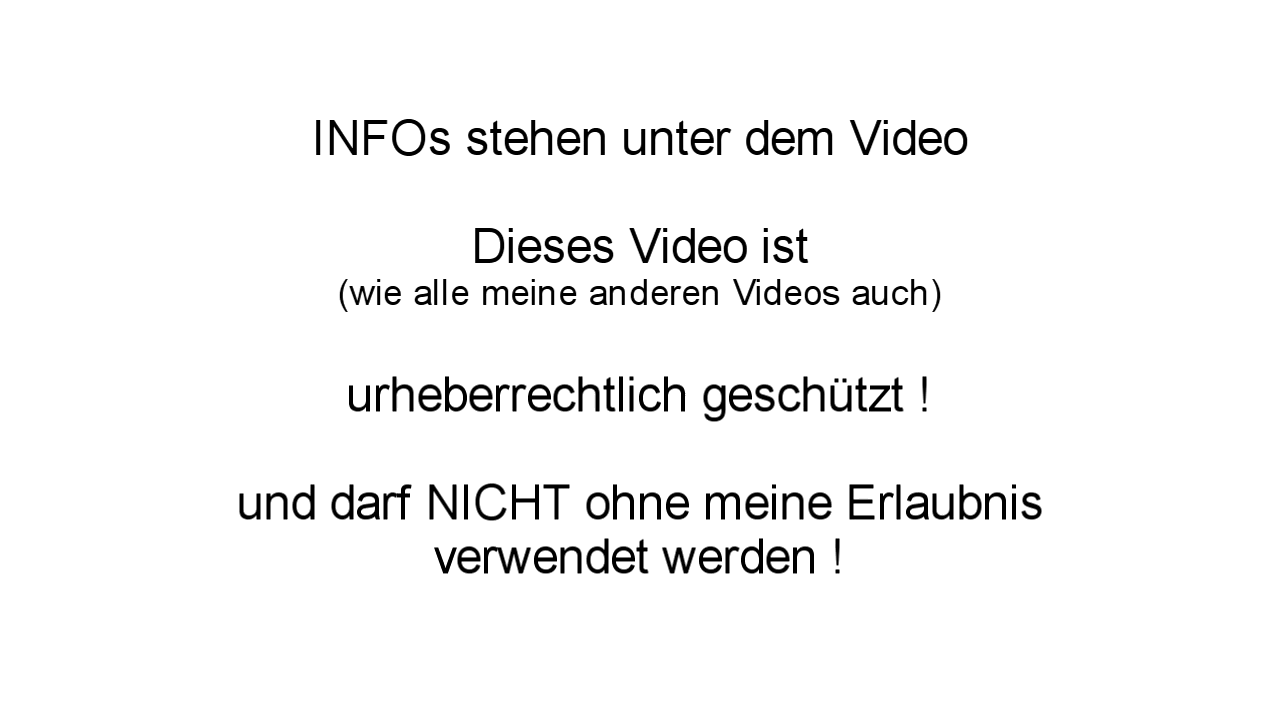 INFOs stehen unter dem Video
Dieses Video ist
(wie alle meine anderen Videos auch)
urheberrechtlich geschützt !
und darf NICHT ohne meine Erlaubnis
verwendet werden !